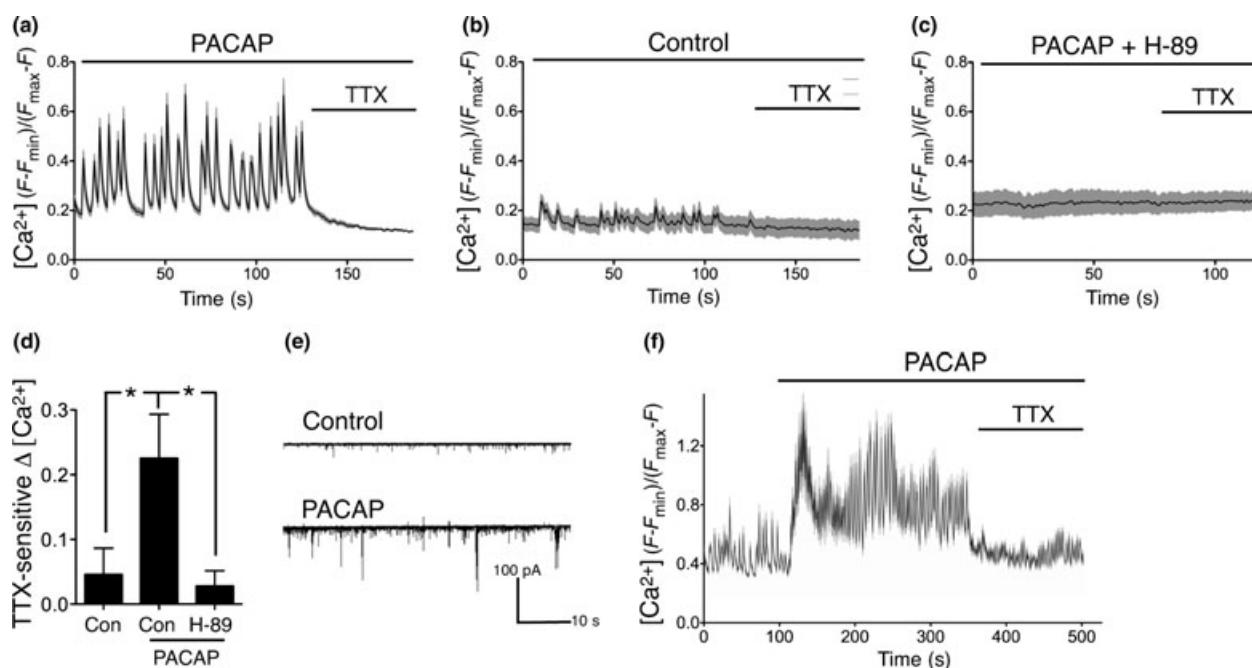 (a)
PACAP
TTX
[Ca²⁺] (F-Fmin)/(Fmax-F)
0.8
0.6
0.4
0.2
0.0
0
50
100
150
Time (s)
(b)
Control
TTX
[Ca²⁺] (F-Fmin)/(Fmax-F)
0.8
0.6
0.4
0.2
0.0
0
50
100
150
Time (s)
(c)
PACAP + H-89
TTX
[Ca²⁺] (F-Fmin)/(Fmax-F)
0.8
0.6
0.4
0.2
0.0
0
50
100
Time (s)
(d)
TTX-sensitive Δ [Ca²⁺]
0.3
0.2
0.1
0.0
* *
Con Con H-89
PACAP
(e)
Control
PACAP
100 pA
10 s
(f)
PACAP
TTX
[Ca²⁺] (F-Fmin)/(Fmax-F)
1.2
0.8
0.4
0.0
0
100
200
300
400
500
Time (s)